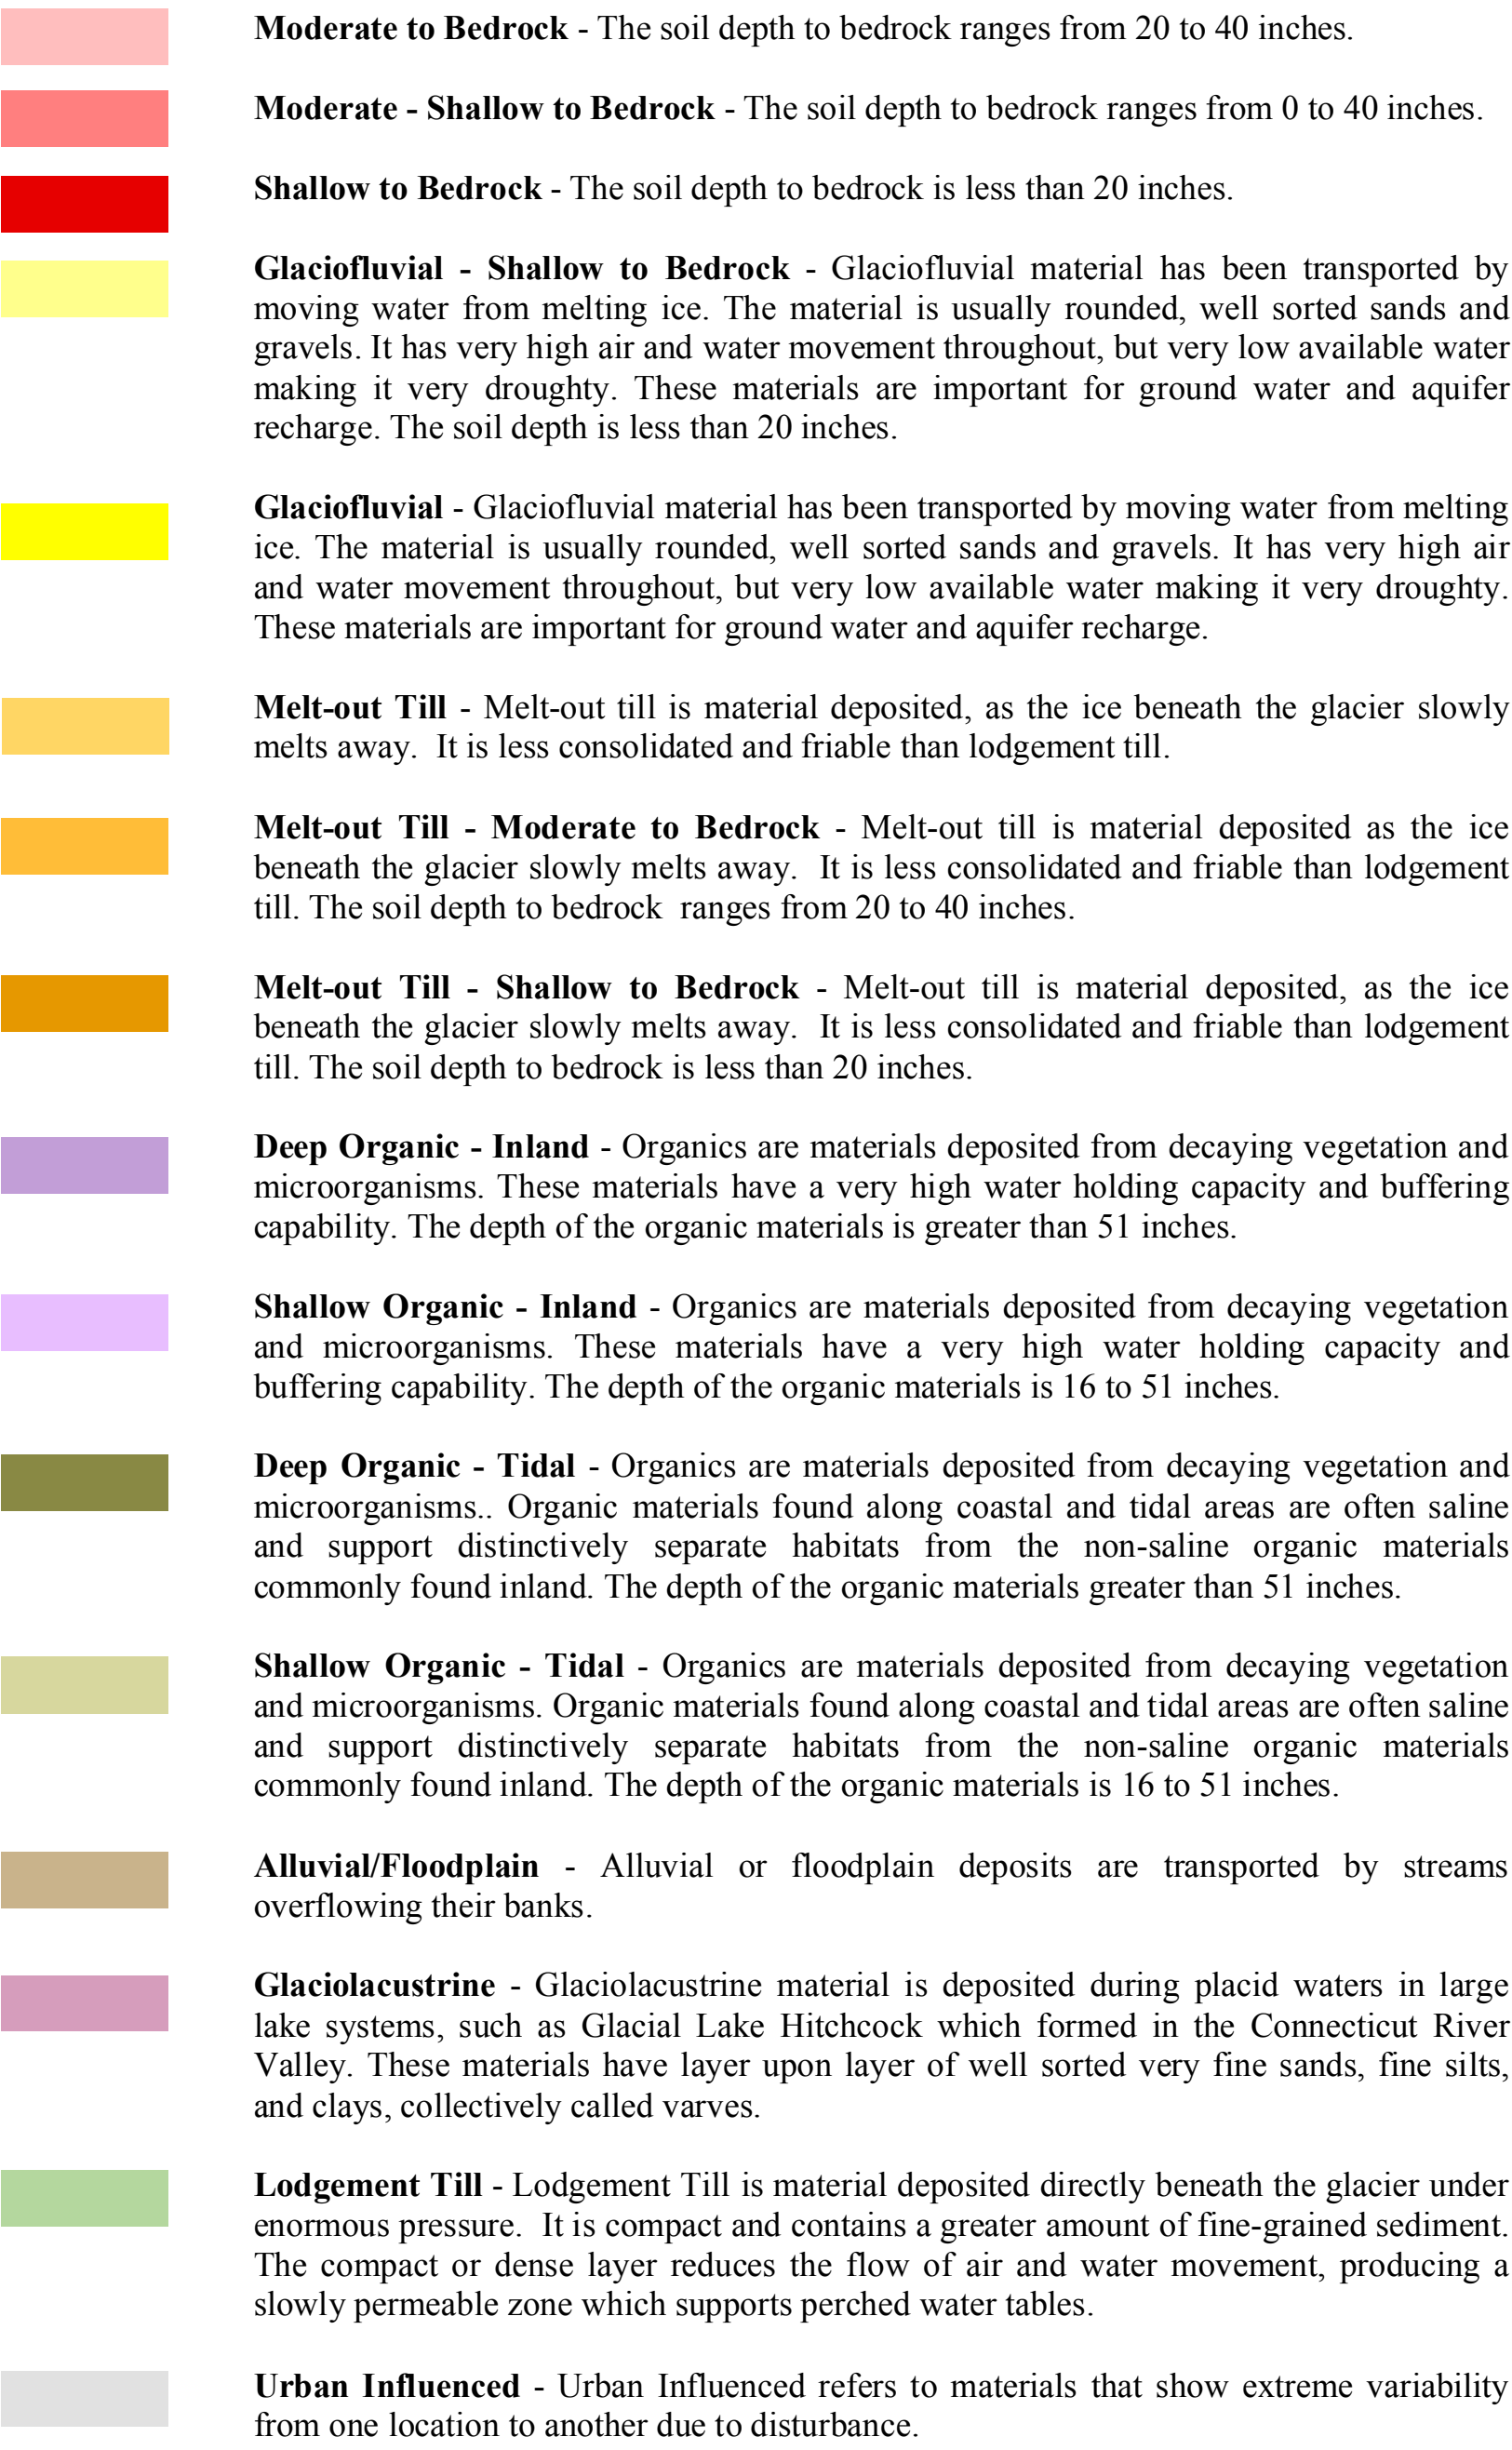 Moderate to Bedrock - The soil depth to bedrock ranges from 20 to 40 inches.
Moderate - Shallow to Bedrock - The soil depth to bedrock ranges from 0 to 40 inches.
Shallow to Bedrock - The soil depth to bedrock is less than 20 inches.
Glaciofluvial - Shallow to Bedrock - Glaciofluvial material has been transported by
moving water from melting ice. The material is usually rounded, well sorted sands and
gravels. It has very high air and water movement throughout, but very low available water
making it very droughty. These materials are important for ground water and aquifer
recharge. The soil depth is less than 20 inches.
Glaciofluvial - Glaciofluvial material has been transported by moving water from melting
ice. The material is usually rounded, well sorted sands and gravels. It has very high air
and water movement throughout, but very low available water making it very droughty.
These materials are important for ground water and aquifer recharge.
Melt-out Till - Melt-out till is material deposited, as the ice beneath the glacier slowly
melts away.  It is less consolidated and friable than lodgement till.
Melt-out Till - Moderate to Bedrock - Melt-out till is material deposited as the ice
beneath the glacier slowly melts away.  It is less consolidated and friable than lodgement
till. The soil depth to bedrock  ranges from 20 to 40 inches.
Melt-out Till - Shallow to Bedrock - Melt-out till is material deposited, as the ice
beneath the glacier slowly melts away.  It is less consolidated and friable than lodgement
till. The soil depth to bedrock is less than 20 inches.
Deep Organic - Inland - Organics are materials deposited from decaying vegetation and
microorganisms. These materials have a very high water holding capacity and buffering
capability. The depth of the organic materials is greater than 51 inches.
Shallow Organic - Inland - Organics are materials deposited from decaying vegetation
and microorganisms. These materials have a very high water holding capacity and
buffering capability. The depth of the organic materials is 16 to 51 inches.
Deep Organic - Tidal - Organics are materials deposited from decaying vegetation and
microorganisms.. Organic materials found along coastal and tidal areas are often saline
and support distinctively separate habitats from the non-saline organic materials
commonly found inland. The depth of the organic materials greater than 51 inches.
Shallow Organic - Tidal - Organics are materials deposited from decaying vegetation
and microorganisms. Organic materials found along coastal and tidal areas are often saline
and support distinctively separate habitats from the non-saline organic materials
commonly found inland. The depth of the organic materials is 16 to 51 inches.
Alluvial/Floodplain - Alluvial or floodplain deposits are transported by streams
overflowing their banks.
Glaciolacustrine - Glaciolacustrine material is deposited during placid waters in large
lake systems, such as Glacial Lake Hitchcock which formed in the Connecticut River
Valley. These materials have layer upon layer of well sorted very fine sands, fine silts,
and clays, collectively called varves.
Lodgement Till - Lodgement Till is material deposited directly beneath the glacier under
enormous pressure.  It is compact and contains a greater amount of fine-grained sediment.
The compact or dense layer reduces the flow of air and water movement, producing a
slowly permeable zone which supports perched water tables.
Urban Influenced - Urban Influenced refers to materials that show extreme variability
from one location to another due to disturbance.